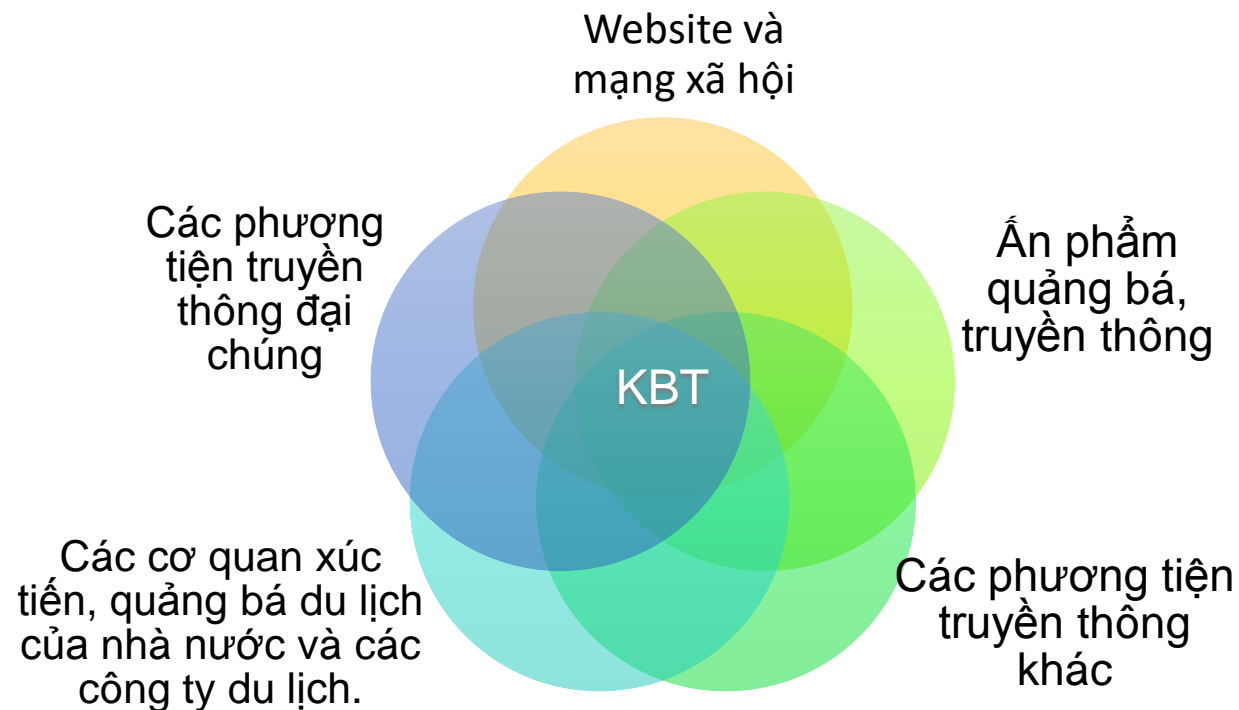 Website và
mạng xã hội
Các phương
tiện truyền
thông đại
chúng
Ấn phẩm
quảng bá,
truyền thông
KBT
Các cơ quan xúc
tiến, quảng bá du lịch
của nhà nước và các
công ty du lịch.
Các phương tiện
truyền thông
khác